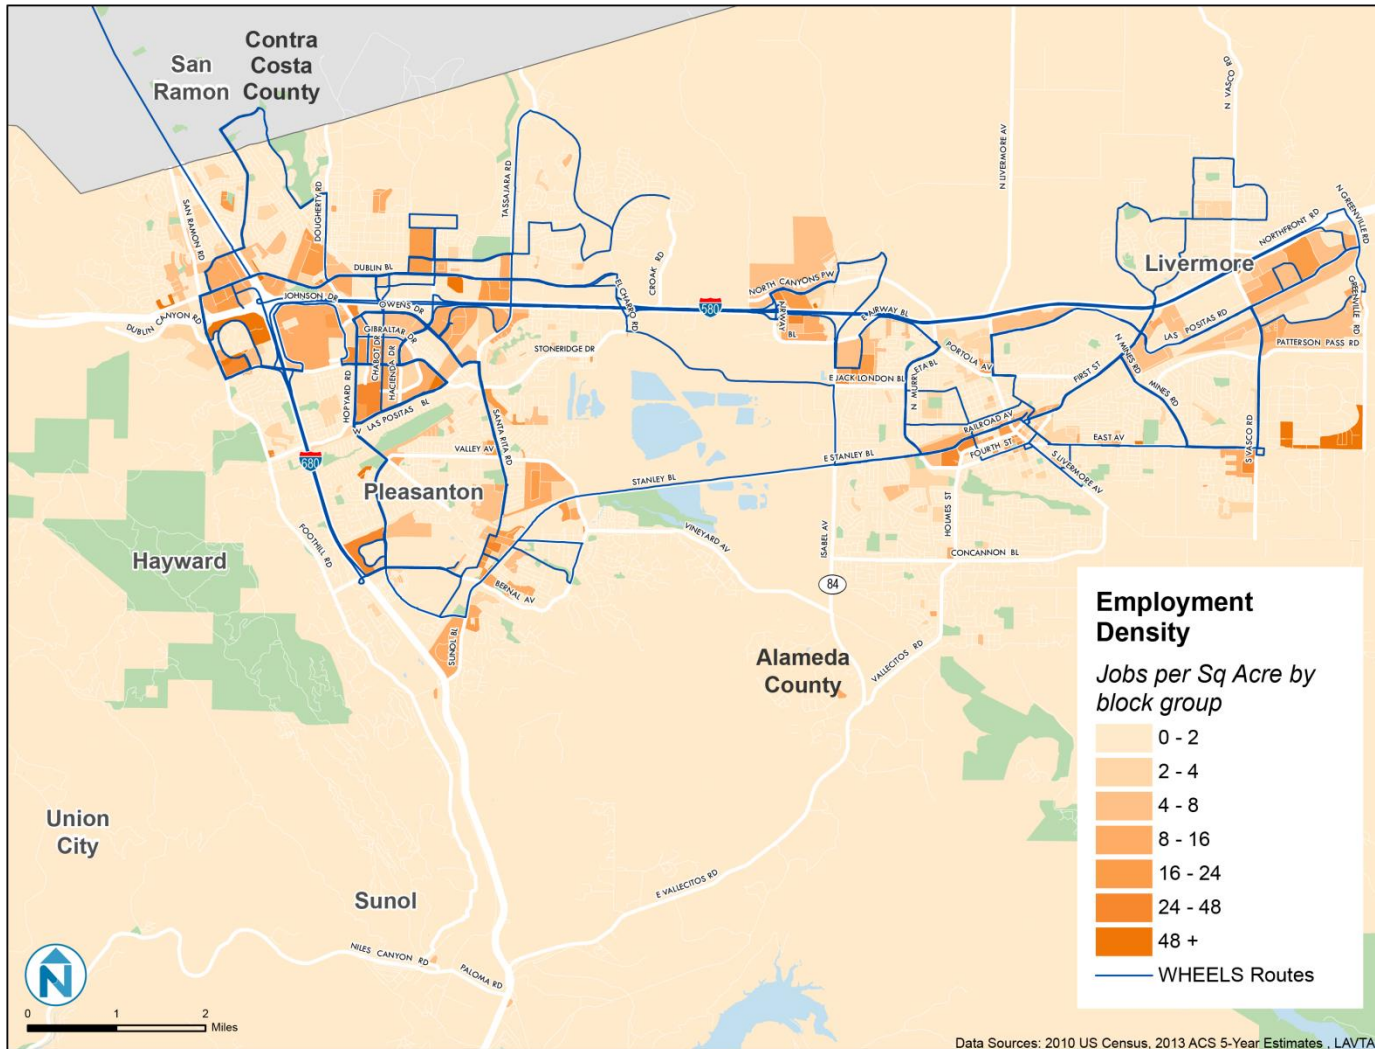 San
Ramon
Contra
Costa
County
SAN RAMON RD
DOUGHERTY RD
TASSAJARA RD
N LIVERMORE AV
N VASCO RD
N GREENVILLE RD
NORTHFRONT RD
Livermore
GREENVILLE RD
DUBLIN BL
CROAK RD
EL CHARRO RD
NORTH CANYONS PW
AIRWAY BL
E AIRWAY BL
580
JOHNSON DR
OWENS DR
DUBLIN CANYON RD
GIBRALTAR DR
CHABOT DR
HACIENDA DR
HOPYARD RD
STONERIDGE DR
LAS POSITAS RD
PATTERSON PASS RD
PORTOLA AV
N MINES RD
FIRST ST
MINES RD
E JACK LONDON BL
N MURRIETA BL
W LAS POSITAS BL
SANTA RITA RD
RAILROAD AV
FOURTH ST
EAST AV
S VASCO RD
S LIVERMORE AV
VALLEY AV
680
Pleasanton
STANLEY BL
E STANLEY BL
HOLMES ST
ISABEL AV
VINEYARD AV
CONCANNON BL
84
FOOTHILL RD
Hayward
BERNAL AV
SUNOL BL
Alameda
County
VALLECITOS RD
Union
City
Sunol
E VALLECITOS RD
NILES CANYON RD
PALOMA RD
N
0 1 2
Miles
Employment
Density
Jobs per Sq Acre by
block group
0 - 2
2 - 4
4 - 8
8 - 16
16 - 24
24 - 48
48 +
WHEELS Routes
Data Sources: 2010 US Census, 2013 ACS 5-Year Estimates , LAVTA